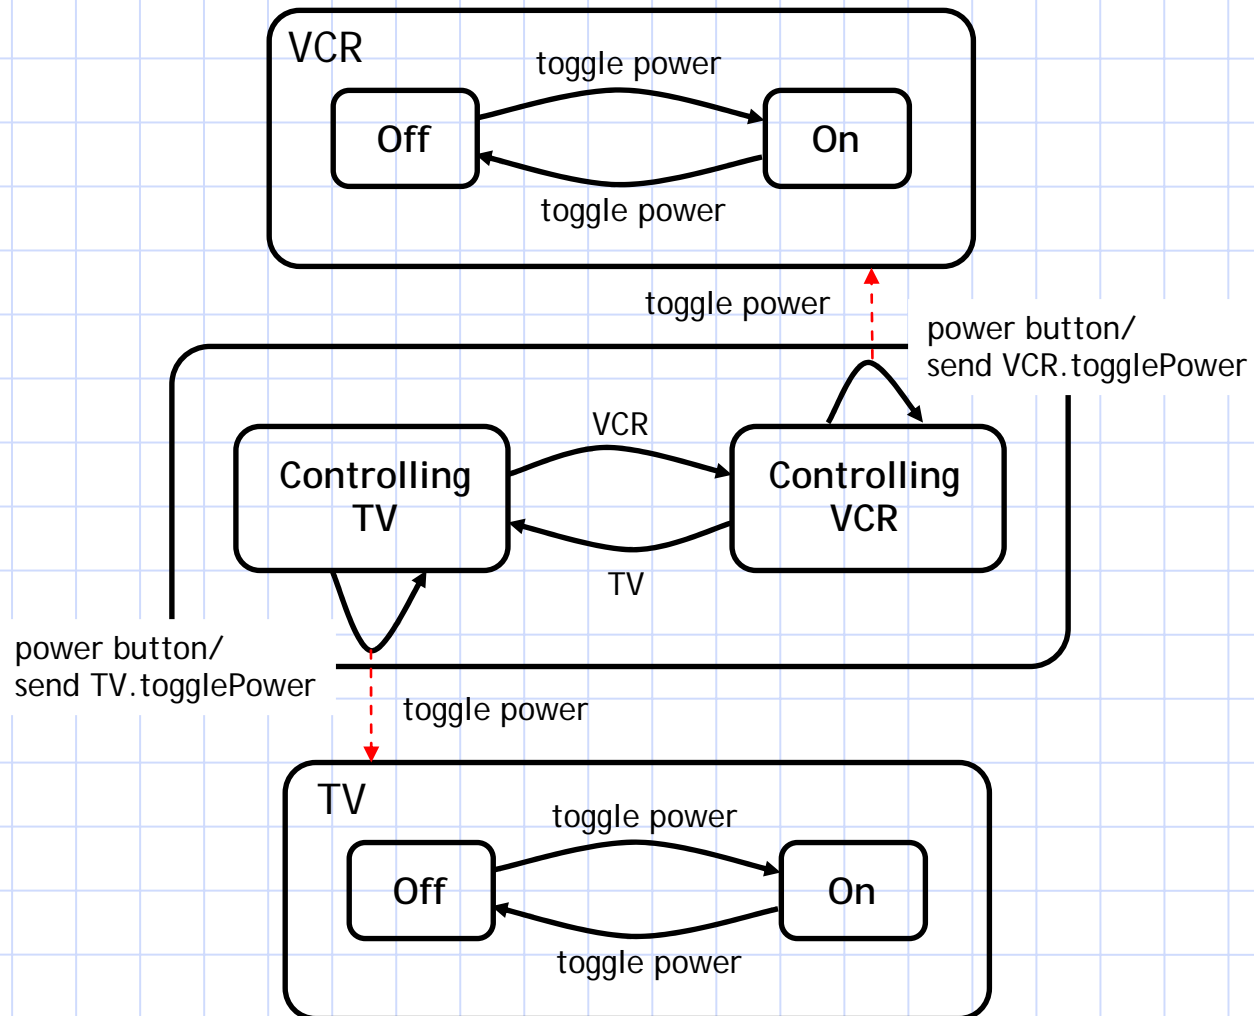 VCR
toggle power
Off
On
toggle power
toggle power
power button/
send VCR.togglePower
VCR
Controlling
TV
Controlling
VCR
TV
power button/
send TV.togglePower
toggle power
TV
toggle power
Off
On
toggle power